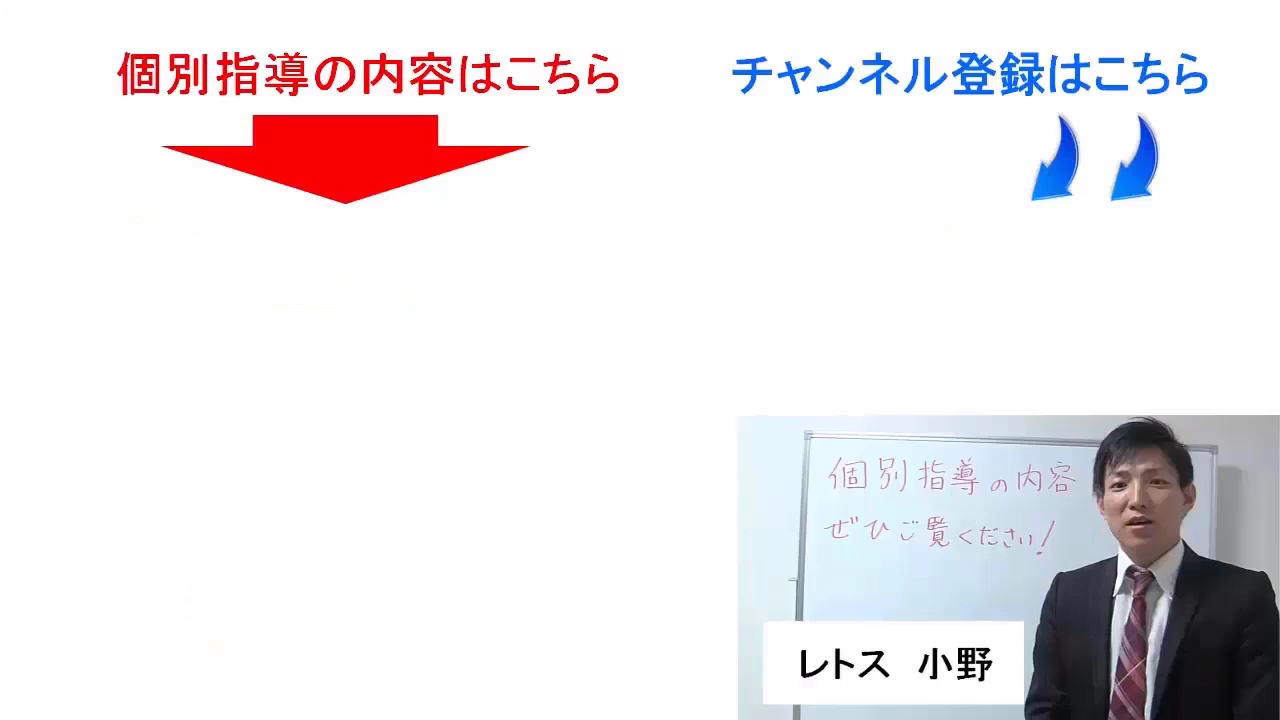 個別指導の内容はこちら
チャンネル登録はこちら
個別指導の内容
ぜひご覧ください!
レトス 小野